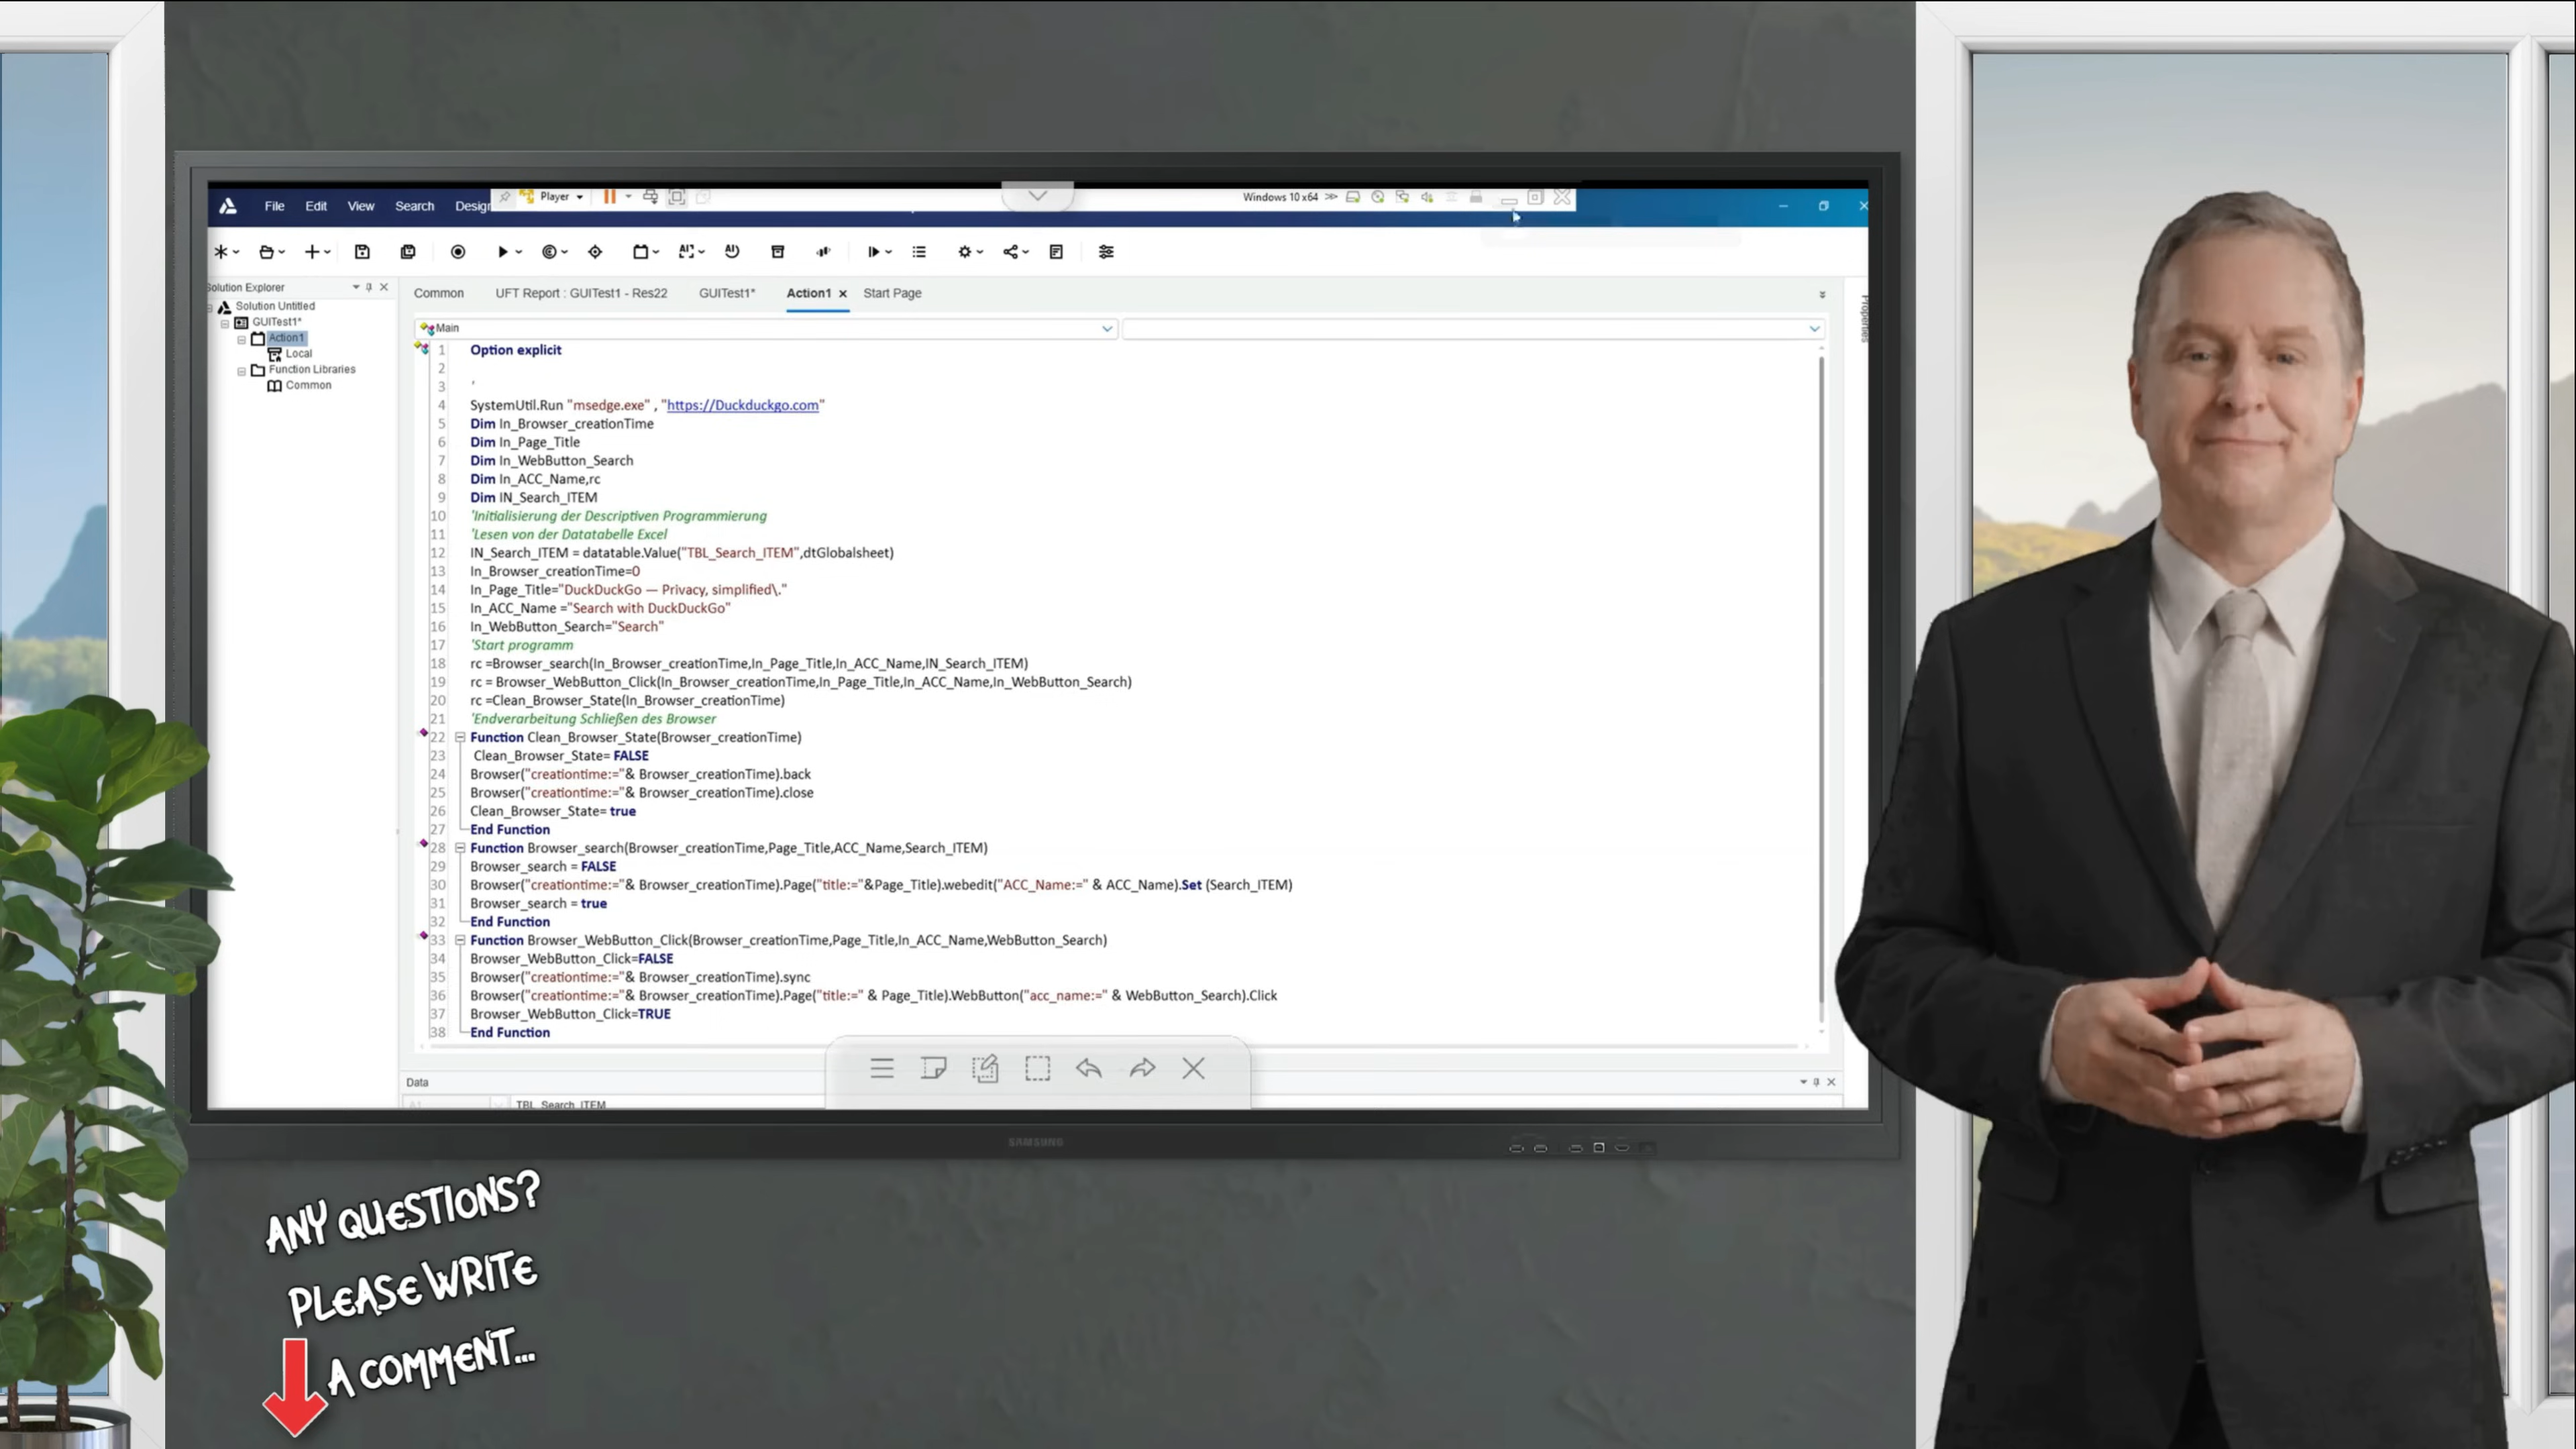 File Edit View Search Desig
Player
Windows 10 x64
Solution Explorer
Solution Untitled
GUITest1*
Action1
Local
Function Libraries
Common
Common UFT Report : GUITest1 - Res22 GUITest1* Action1 Start Page
Properties
Main
1 Option explicit
2
3 '
4 SystemUtil.Run "msedge.exe" , "https://Duckduckgo.com"
5 Dim In_Browser_creationTime
6 Dim In_Page_Title
7 Dim In_WebButton_Search
8 Dim In_ACC_Name,rc
9 Dim IN_Search_ITEM
10 'Initialisierung der Descriptiven Programmierung
11 'Lesen von der Datatabelle Excel
12 IN_Search_ITEM = datatable.Value("TBL_Search_ITEM",dtGlobalsheet)
13 In_Browser_creationTime=0
14 In_Page_Title="DuckDuckGo — Privacy, simplified\."
15 In_ACC_Name ="Search with DuckDuckGo"
16 In_WebButton_Search="Search"
17 'Start programm
18 rc =Browser_search(In_Browser_creationTime,In_Page_Title,In_ACC_Name,IN_Search_ITEM)
19 rc = Browser_WebButton_Click(In_Browser_creationTime,In_Page_Title,In_ACC_Name,In_WebButton_Search)
20 rc =Clean_Browser_State(In_Browser_creationTime)
21 'Endverarbeitung Schließen des Browser
22 Function Clean_Browser_State(Browser_creationTime)
23 Clean_Browser_State= FALSE
24 Browser("creationtime:="& Browser_creationTime).back
25 Browser("creationtime:="& Browser_creationTime).close
26 Clean_Browser_State= true
27 End Function
28 Function Browser_search(Browser_creationTime,Page_Title,ACC_Name,Search_ITEM)
29 Browser_search = FALSE
30 Browser("creationtime:="& Browser_creationTime).Page("title:="&Page_Title).webedit("ACC_Name:=" & ACC_Name).Set (Search_ITEM)
31 Browser_search = true
32 End Function
33 Function Browser_WebButton_Click(Browser_creationTime,Page_Title,In_ACC_Name,WebButton_Search)
34 Browser_WebButton_Click=FALSE
35 Browser("creationtime:="& Browser_creationTime).sync
36 Browser("creationtime:="& Browser_creationTime).Page("title:=" & Page_Title).WebButton("acc_name:=" & WebButton_Search).Click
37 Browser_WebButton_Click=TRUE
38 End Function
Data
A1 TBL_Search_ITEM
SAMSUNG
ANY QUESTIONS?
PLEASE WRITE
A COMMENT...